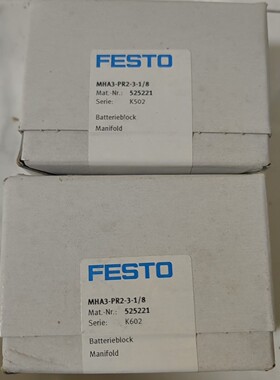 FESTO
MHA3-PR2-3-1/8
Mat.-Nr.: 525221
Serie: K502
Batterieblock
Manifold
FESTO
MHA3-PR2-3-1/8
Mat.-Nr.: 525221
Serie: K602
Batterieblock
Manifold